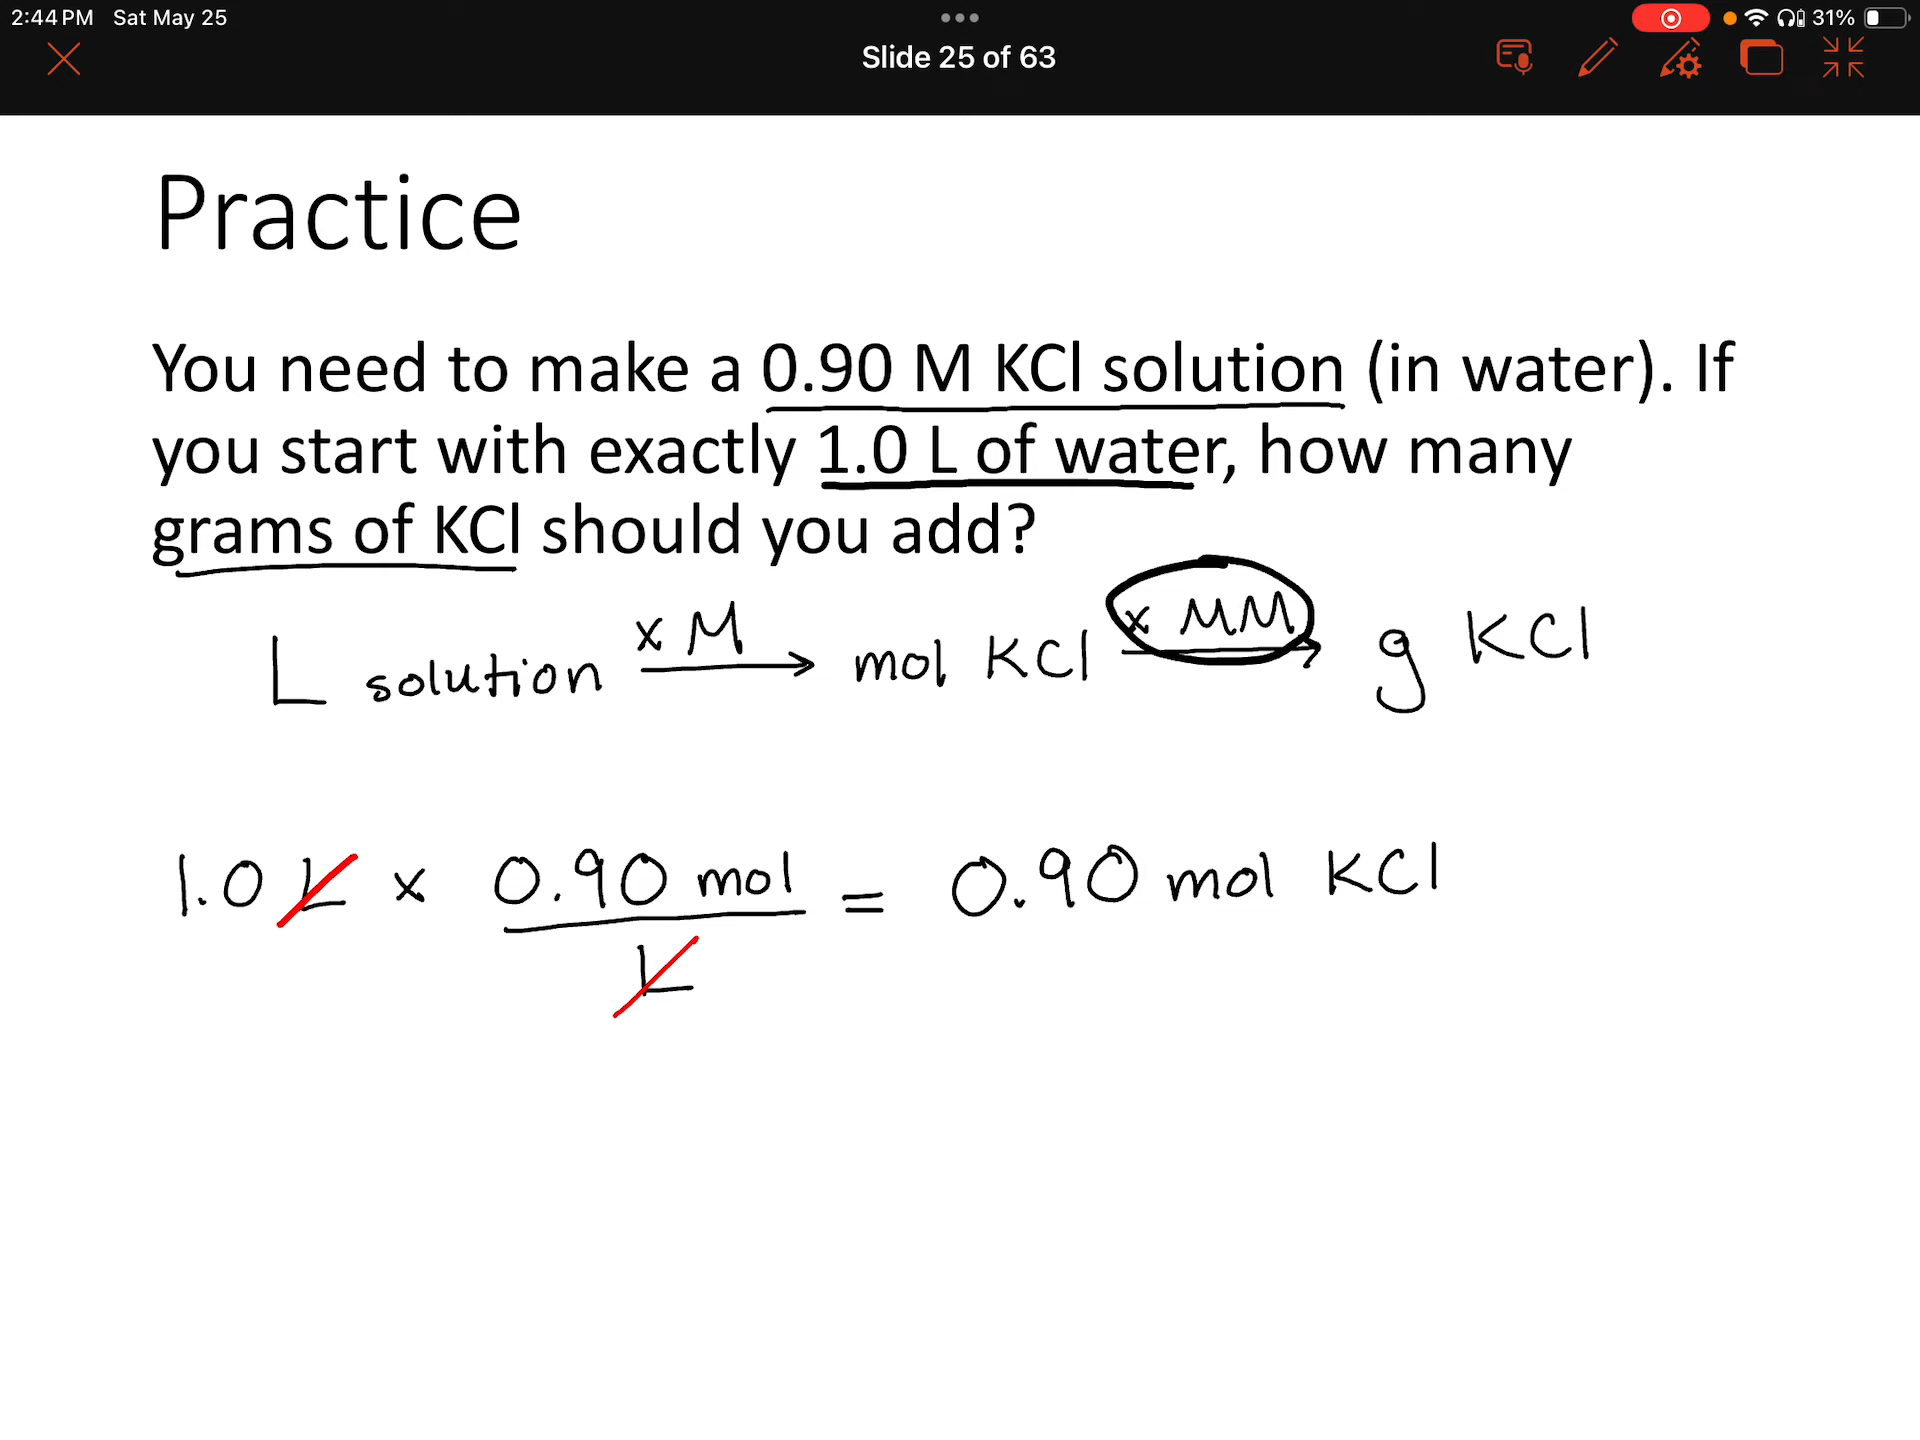 2:44 PM Sat May 25
31%
Slide 25 of 63
Practice
You need to make a 0.90 M KCl solution (in water). If
you start with exactly 1.0 L of water, how many
grams of KCl should you add?
L solution x M → mol KCl x MM → g KCl
1.0 L x 0.90 mol = 0.90 mol KCl
L